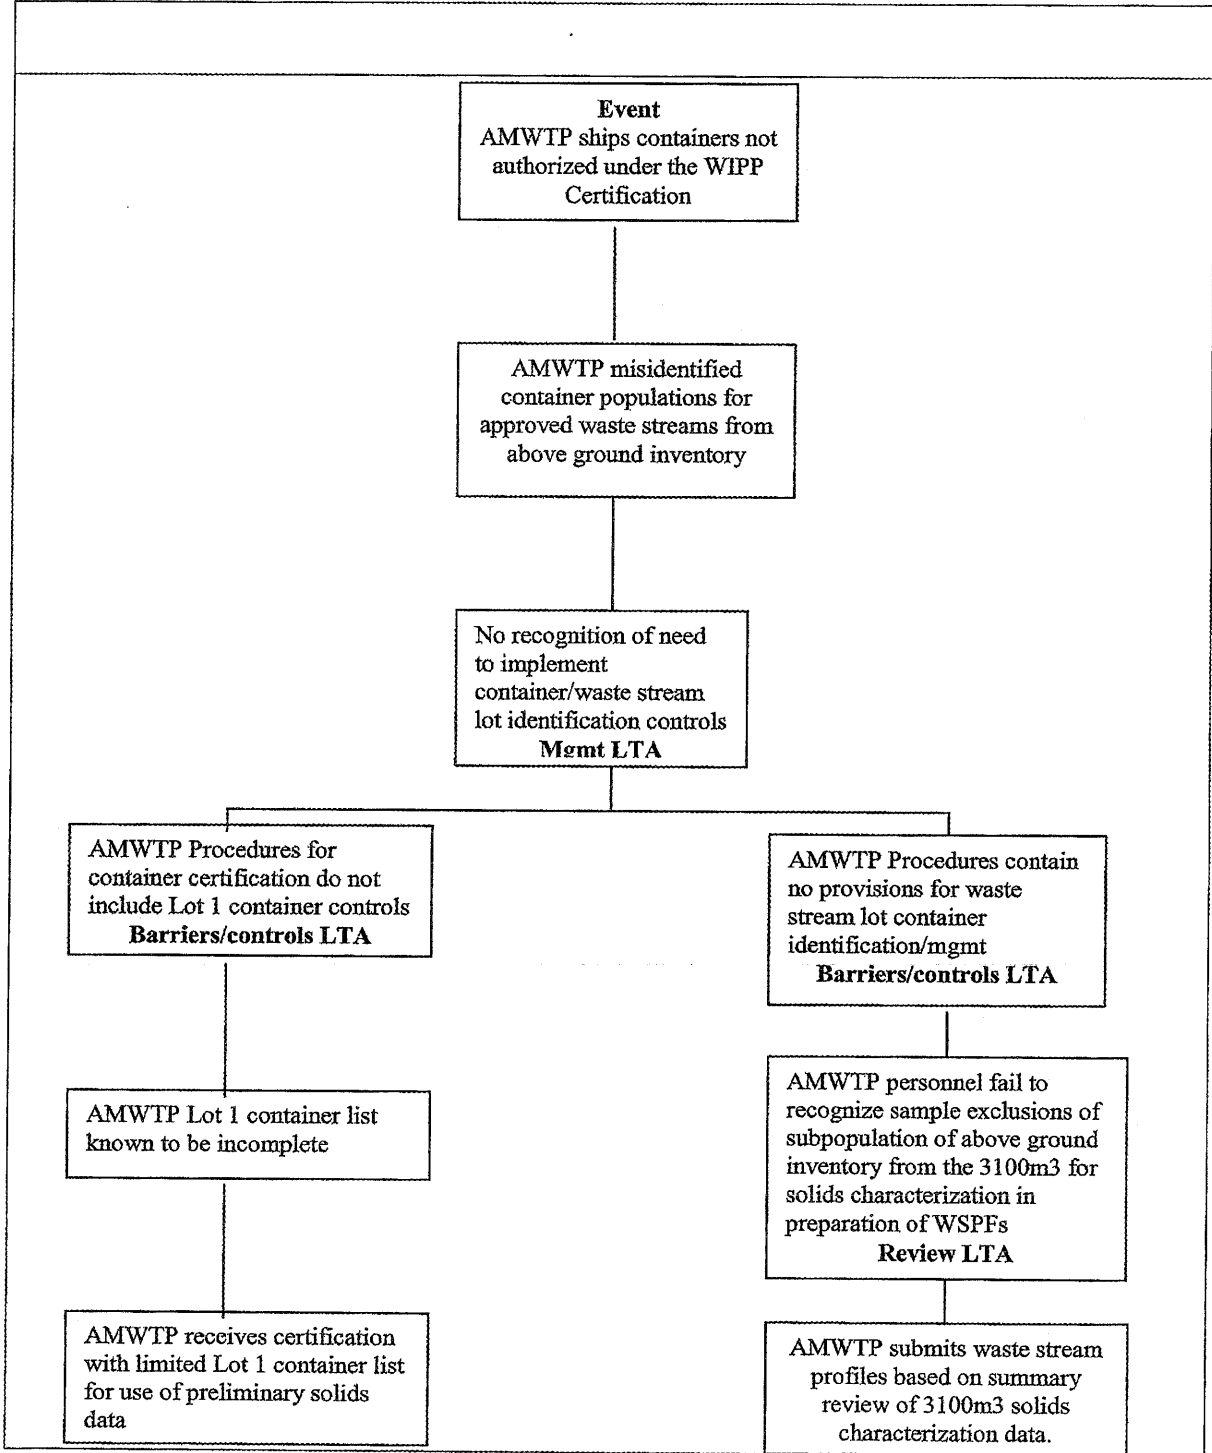 Event
AMWTP ships containers not
authorized under the WIPP
Certification
AMWTP misidentified
container populations for
approved waste streams from
above ground inventory
No recognition of need
to implement
container/waste stream
lot identification controls
Mgmt LTA
AMWTP Procedures for
container certification do not
include Lot 1 container controls
Barriers/controls LTA
AMWTP Lot 1 container list
known to be incomplete
AMWTP receives certification
with limited Lot 1 container list
for use of preliminary solids
data
AMWTP Procedures contain
no provisions for waste
stream lot container
identification/mgmt
Barriers/controls LTA
AMWTP personnel fail to
recognize sample exclusions of
subpopulation of above ground
inventory from the 3100m3 for
solids characterization in
preparation of WSPFs
Review LTA
AMWTP submits waste stream
profiles based on summary
review of 3100m3 solids
characterization data.